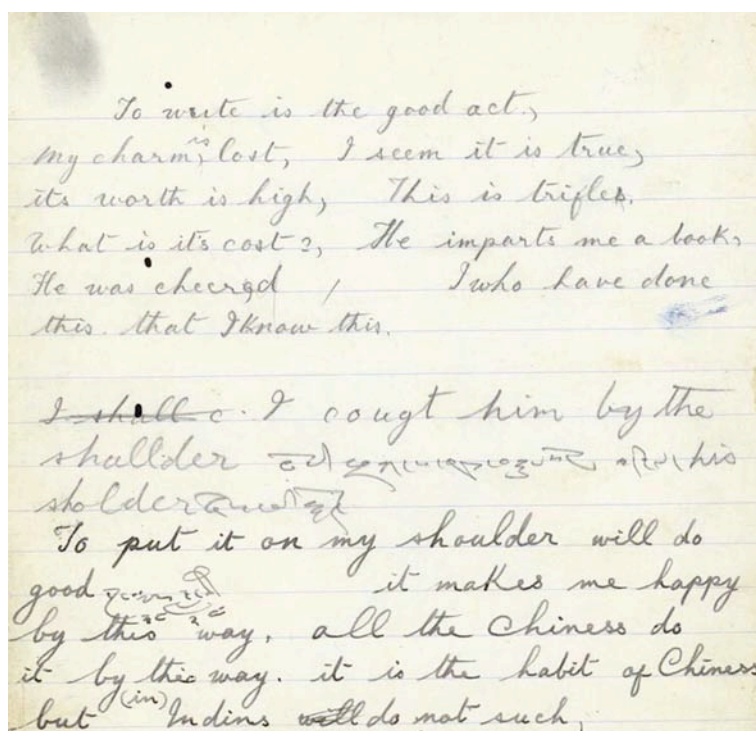 To write is the good act,
My charm is lost, I seem it is true,
its worth is high, This is trifles.
What is it's cost?, He imparts me a book,
He was cheered, I who have done
this. that I know this.
I shall c. I cougt him by the
shallder his
sholder
To put it on my shoulder will do
good it makes me happy
by this way. all the Chiness do
it by the way. it is the habit of Chiness
but (in) Indins will do not such,